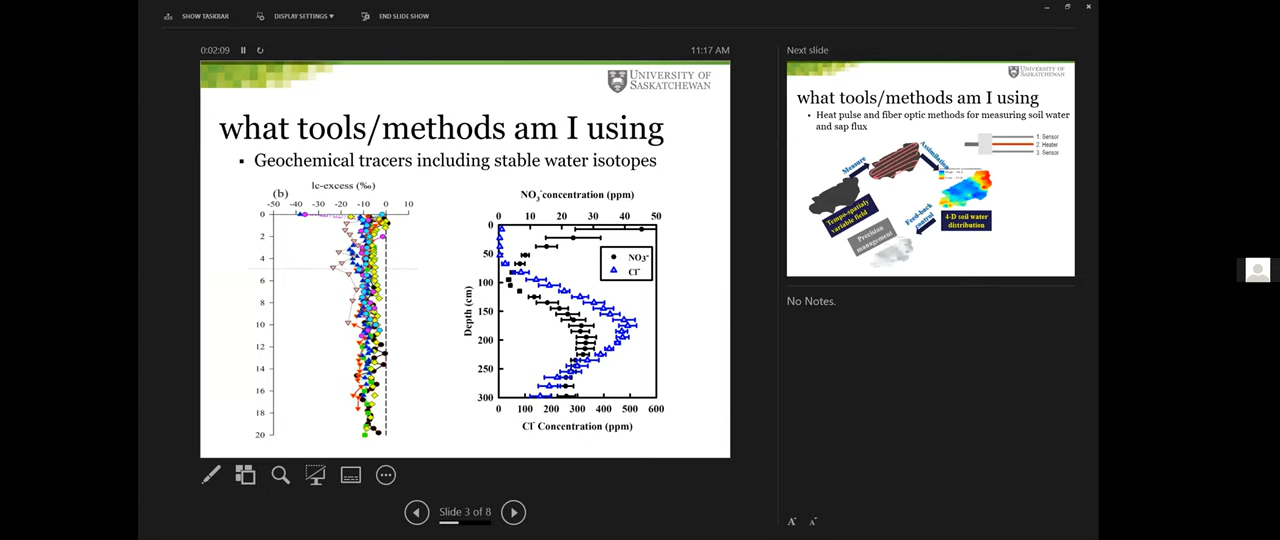 SHOW TASKBAR
DISPLAY SETTINGS ▼
END SLIDE SHOW
0:02:09
11:17 AM
UNIVERSITY OF
SASKATCHEWAN
what tools/methods am I using
▪ Geochemical tracers including stable water isotopes
(b)
lc-excess (‰)
-50 -40 -30 -20 -10 0 10
0
2
4
6
8
10
12
14
16
18
20
NO3⁻concentration (ppm)
0 10 20 30 40 50
Depth (cm)
0
50
100
150
200
250
300
NO3⁻
Cl⁻
0 100 200 300 400 500 600
Cl⁻ Concentration (ppm)
Slide 3 of 8
Next slide
UNIVERSITY OF
SASKATCHEWAN
what tools/methods am I using
• Heat pulse and fiber optic methods for measuring soil water
and sap flux
1. Sensor
2. Heater
3. Sensor
Measure
Assimilation
Tempo-spatialy
variable field
Feed-back
control
4-D soil water
distribution
Precision
management
No Notes.
A
A